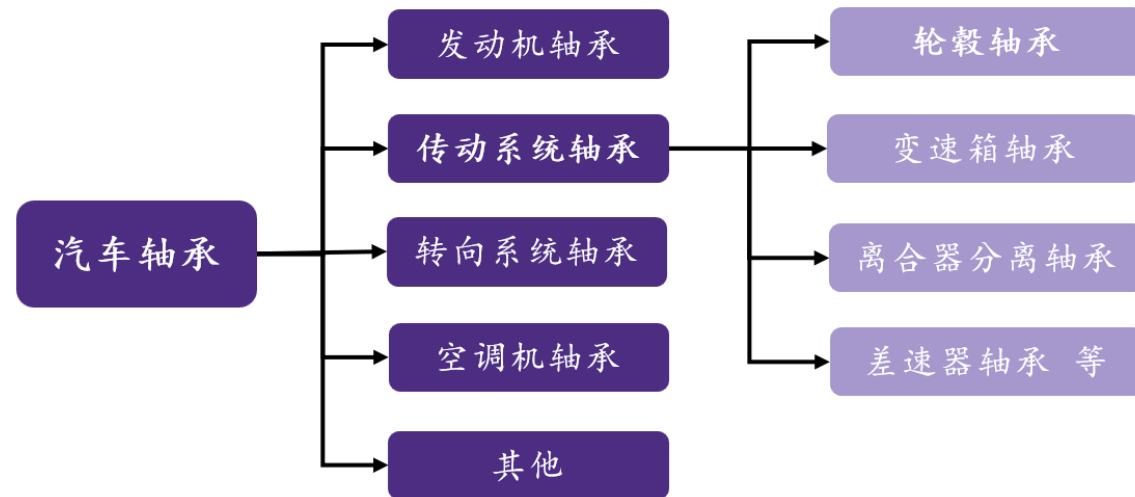 汽车轴承
发动机轴承
传动系统轴承
转向系统轴承
空调机轴承
其他
轮毂轴承
变速箱轴承
离合器分离轴承
差速器轴承 等